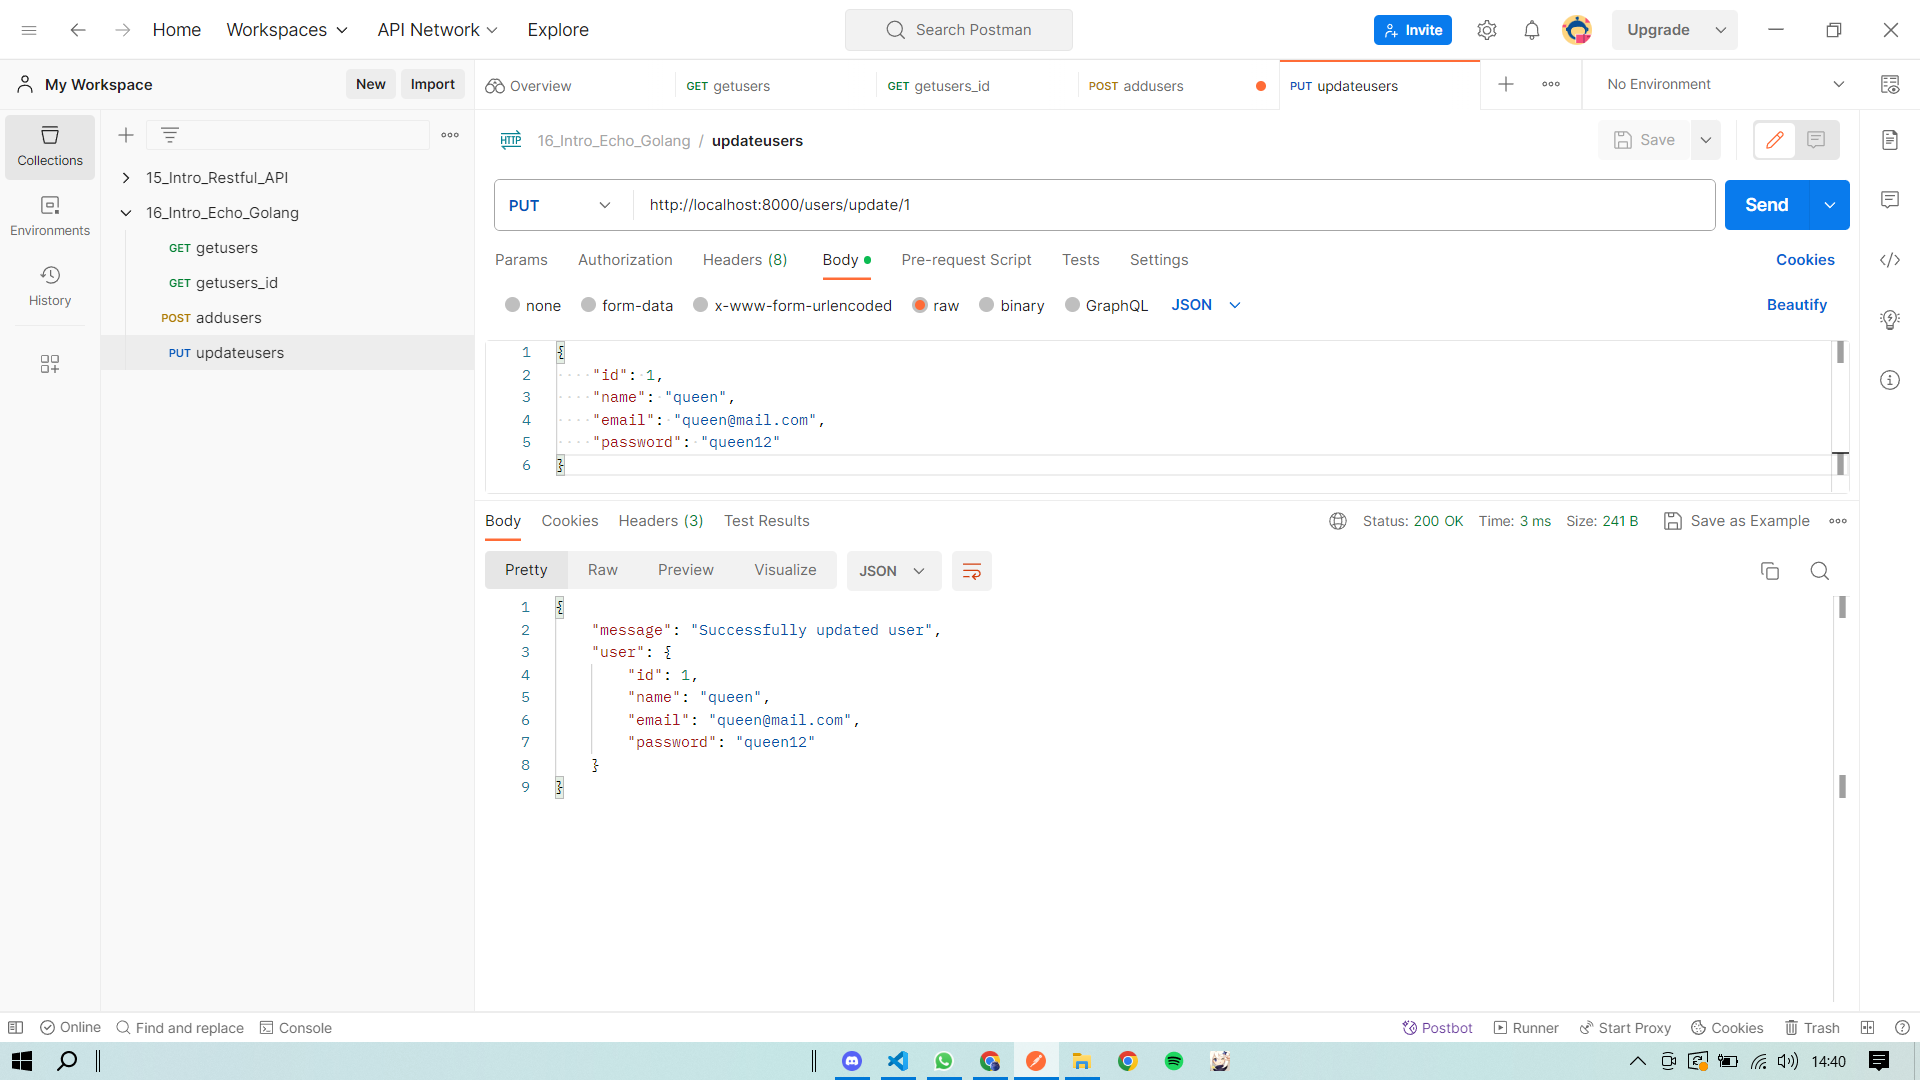 Home Workspaces API Network Explore Search Postman Invite Upgrade
My Workspace New Import Overview GET getusers GET getusers_id POST addusers PUT updateusers No Environment
HTTP 16_Intro_Echo_Golang / updateusers Save
Collections
Environments
History
15_Intro_Restful_API
16_Intro_Echo_Golang
GET getusers
GET getusers_id
POST addusers
PUT updateusers
PUT http://localhost:8000/users/update/1 Send
Params Authorization Headers (8) Body Pre-request Script Tests Settings Cookies
none form-data x-www-form-urlencoded raw binary GraphQL JSON Beautify
1 {
2 ····"id":·1,
3 ····"name":·"queen",
4 ····"email":·"queen@mail.com",
5 ····"password":·"queen12"
6 }
Body Cookies Headers (3) Test Results Status: 200 OK Time: 3 ms Size: 241 B Save as Example
Pretty Raw Preview Visualize JSON
1 {
2 "message": "Successfully updated user",
3 "user": {
4 "id": 1,
5 "name": "queen",
6 "email": "queen@mail.com",
7 "password": "queen12"
8 }
9 }
Online Find and replace Console Postbot Runner Start Proxy Cookies Trash
14:40